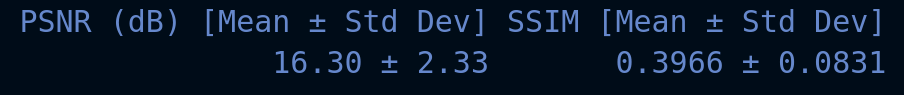 PSNR (dB) [Mean ± Std Dev] SSIM [Mean ± Std Dev]
16.30 ± 2.33 0.3966 ± 0.0831